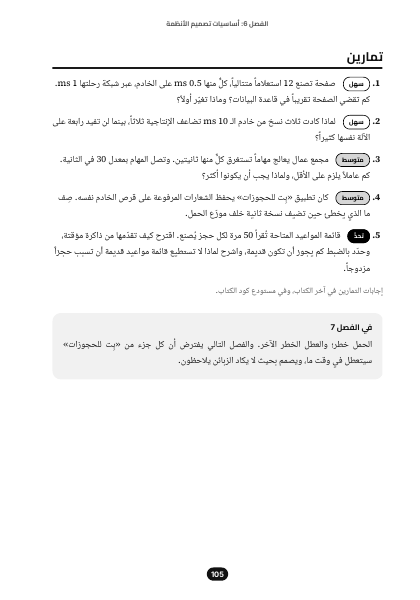 الفصل 6: أساسيات تصميم الأنظمة
تمارين
1. سهل صفحة تصنع 12 استعلاماً متتالياً، كلٌّ منها 0.5 ms على الخادم، عبر شبكة رحلتها 1 ms.
كم تقضي الصفحة تقريباً في قاعدة البيانات؟ وماذا تغيّر أولاً؟
2. سهل لماذا كادت ثلاث نسخ من خادم الـ 10 ms تضاعف الإنتاجية ثلاثاً، بينما لن تفيد رابعة على
الآلة نفسها كثيراً؟
3. متوسط مجمع عمال يعالج مهاماً تستغرق كلٌّ منها ثانيتين. وتصل المهام بمعدل 30 في الثانية.
كم عاملاً يلزم على الأقل، ولماذا يجب أن يكونوا أكثر؟
4. متوسط كان تطبيق «بِت للحجوزات» يحفظ الشعارات المرفوعة على قرص الخادم نفسه. صِف
ما الذي يخطئ حين تضيف نسخة ثانية خلف موزع الحمل.
5. تحدٍّ قائمة المواعيد المتاحة تُقرأ 50 مرة لكل حجز يُصنع. اقترح كيف تقدّمها من ذاكرة مؤقتة،
وحدّد بالضبط كم يجوز أن تكون قديمة، واشرح لماذا لا تستطيع قائمة مواعيد قديمة أن تسبب حجزاً
مزدوجاً.
إجابات التمارين في آخر الكتاب، وفي مستودع كود الكتاب.
في الفصل 7
الحمل خطر؛ والعطل الخطر الآخر. والفصل التالي يفترض أن كل جزء من «بِت للحجوزات»
سيتعطل في وقت ما، ويصمم بحيث لا يكاد الزبائن يلاحظون.
105